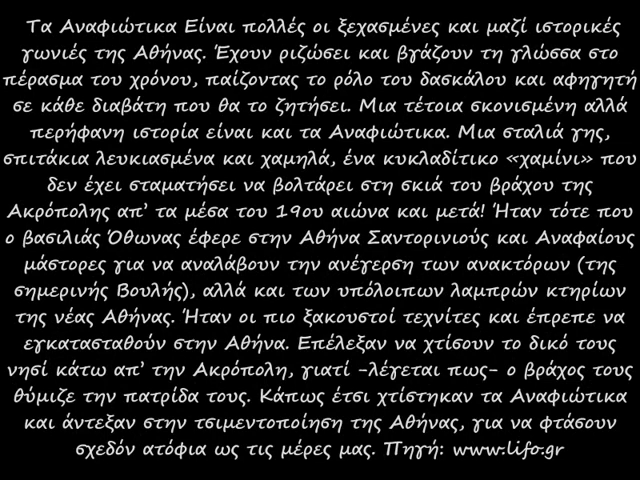 Τα Αναφιώτικα Είναι πολλές οι ξεχασμένες και μαζί ιστορικές
γωνιές της Αθήνας. Έχουν ριζώσει και βγάζουν τη γλώσσα στο
πέρασμα του χρόνου, παίζοντας το ρόλο του δασκάλου και αφηγητή
σε κάθε διαβάτη που θα το ζητήσει. Μια τέτοια σκονισμένη αλλά
περήφανη ιστορία είναι και τα Αναφιώτικα. Μια σταλιά γης,
σπιτάκια λευκιασμένα και χαμηλά, ένα κυκλαδίτικο «χαμίνι» που
δεν έχει σταματήσει να βολτάρει στη σκιά του βράχου της
Ακρόπολης απ’ τα μέσα του 19ου αιώνα και μετά! Ήταν τότε που
ο βασιλιάς Όθωνας έφερε στην Αθήνα Σαντορινιούς και Αναφαίους
μάστορες για να αναλάβουν την ανέγερση των ανακτόρων (της
σημερινής Βουλής), αλλά και των υπόλοιπων λαμπρών κτηρίων
της νέας Αθήνας. Ήταν οι πιο ξακουστοί τεχνίτες και έπρεπε να
εγκατασταθούν στην Αθήνα. Επέλεξαν να χτίσουν το δικό τους
νησί κάτω απ’ την Ακρόπολη, γιατί –λέγεται πως– ο βράχος τους
θύμιζε την πατρίδα τους. Κάπως έτσι χτίστηκαν τα Αναφιώτικα
και άντεξαν στην τσιμεντοποίηση της Αθήνας, για να φτάσουν
σχεδόν ατόφια ως τις μέρες μας. Πηγή: www.lifo.gr